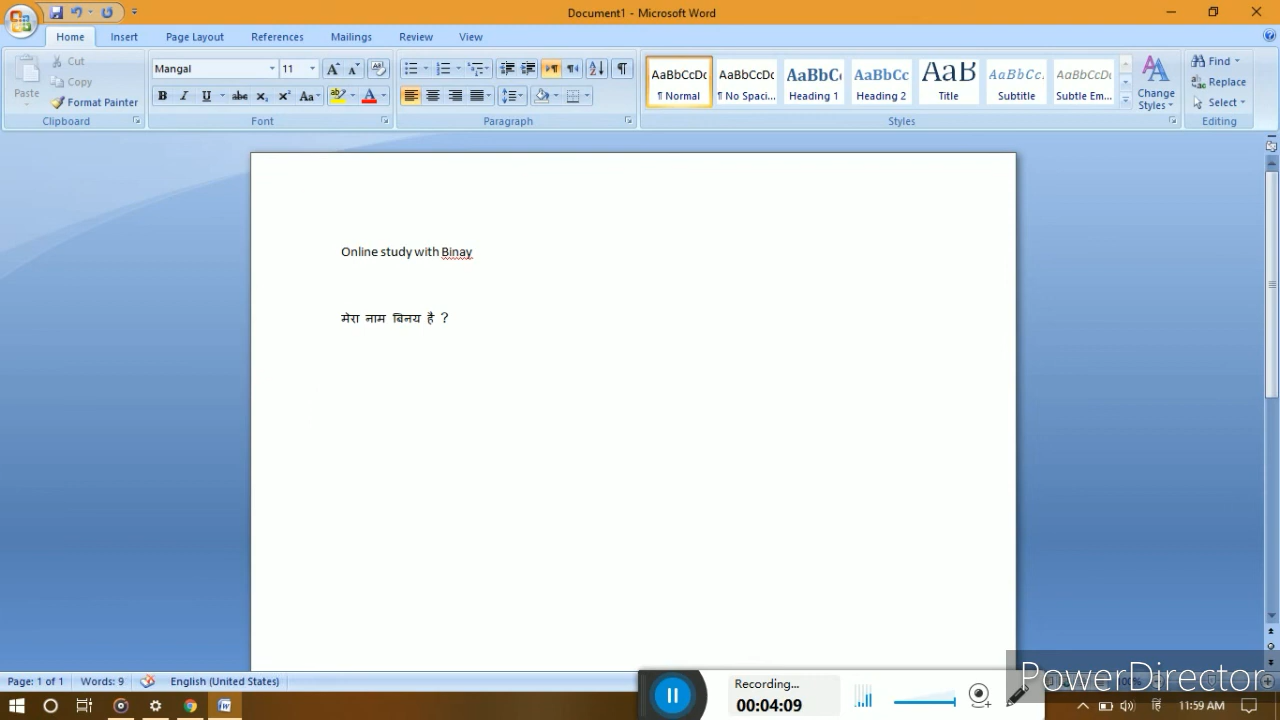 Document1 - Microsoft Word
Home Insert Page Layout References Mailings Review View
Cut
Copy
Paste
Format Painter
Clipboard
Mangal 11
Font
Paragraph
AaBbCcDc AaBbCcDc AaBbC AaBbCc AaB AaBbCc. AaBbCcDc
¶ Normal ¶ No Spaci... Heading 1 Heading 2 Title Subtitle Subtle Em...
Change Styles
Styles
Find
Replace
Select
Editing
Online study with Binay
मेरा नाम बिनय है ?
Page: 1 of 1 Words: 9 English (United States)
Recording...
00:04:09
PowerDirector
हिं 11:59 AM